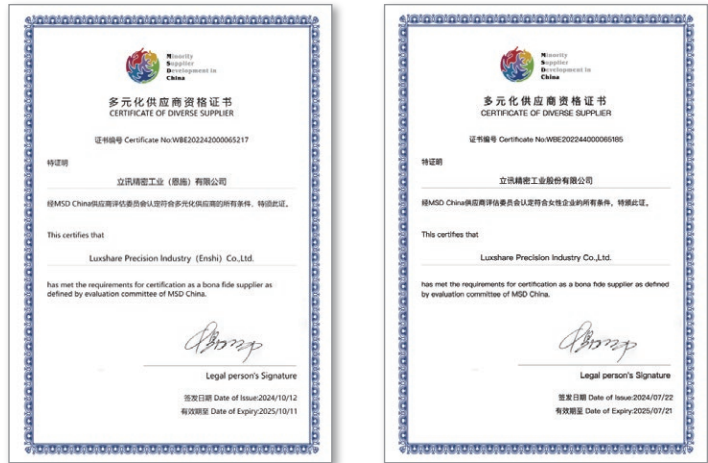 Minority
Supplier
Development in
China
多元化供应商资格证书
CERTIFICATE OF DIVERSE SUPPLIER
证书编号 Certificate No:WBE202242000065217
特证明
立讯精密工业（恩施）有限公司
经MSD China供应商评估委员会认定符合多元化供应商的所有条件，特颁此证。
This certifies that
Luxshare Precision Industry (Enshi) Co.,Ltd.
has met the requirements for certification as a bona fide supplier as
defined by evaluation committee of MSD China.
Legal person's Signature
签发日期 Date of Issue:2024/10/12
有效期至 Date of Expiry:2025/10/11
Minority
Supplier
Development in
China
多元化供应商资格证书
CERTIFICATE OF DIVERSE SUPPLIER
证书编号 Certificate No:WBE202244000065185
特证明
立讯精密工业股份有限公司
经MSD China供应商评估委员会认定符合女性企业的所有条件，特颁此证。
This certifies that
Luxshare Precision Industry Co.,Ltd.
has met the requirements for certification as a bona fide supplier as defined
by evaluation committee of MSD China.
Legal person's Signature
签发日期 Date of Issue:2024/07/22
有效期至 Date of Expiry:2025/07/21